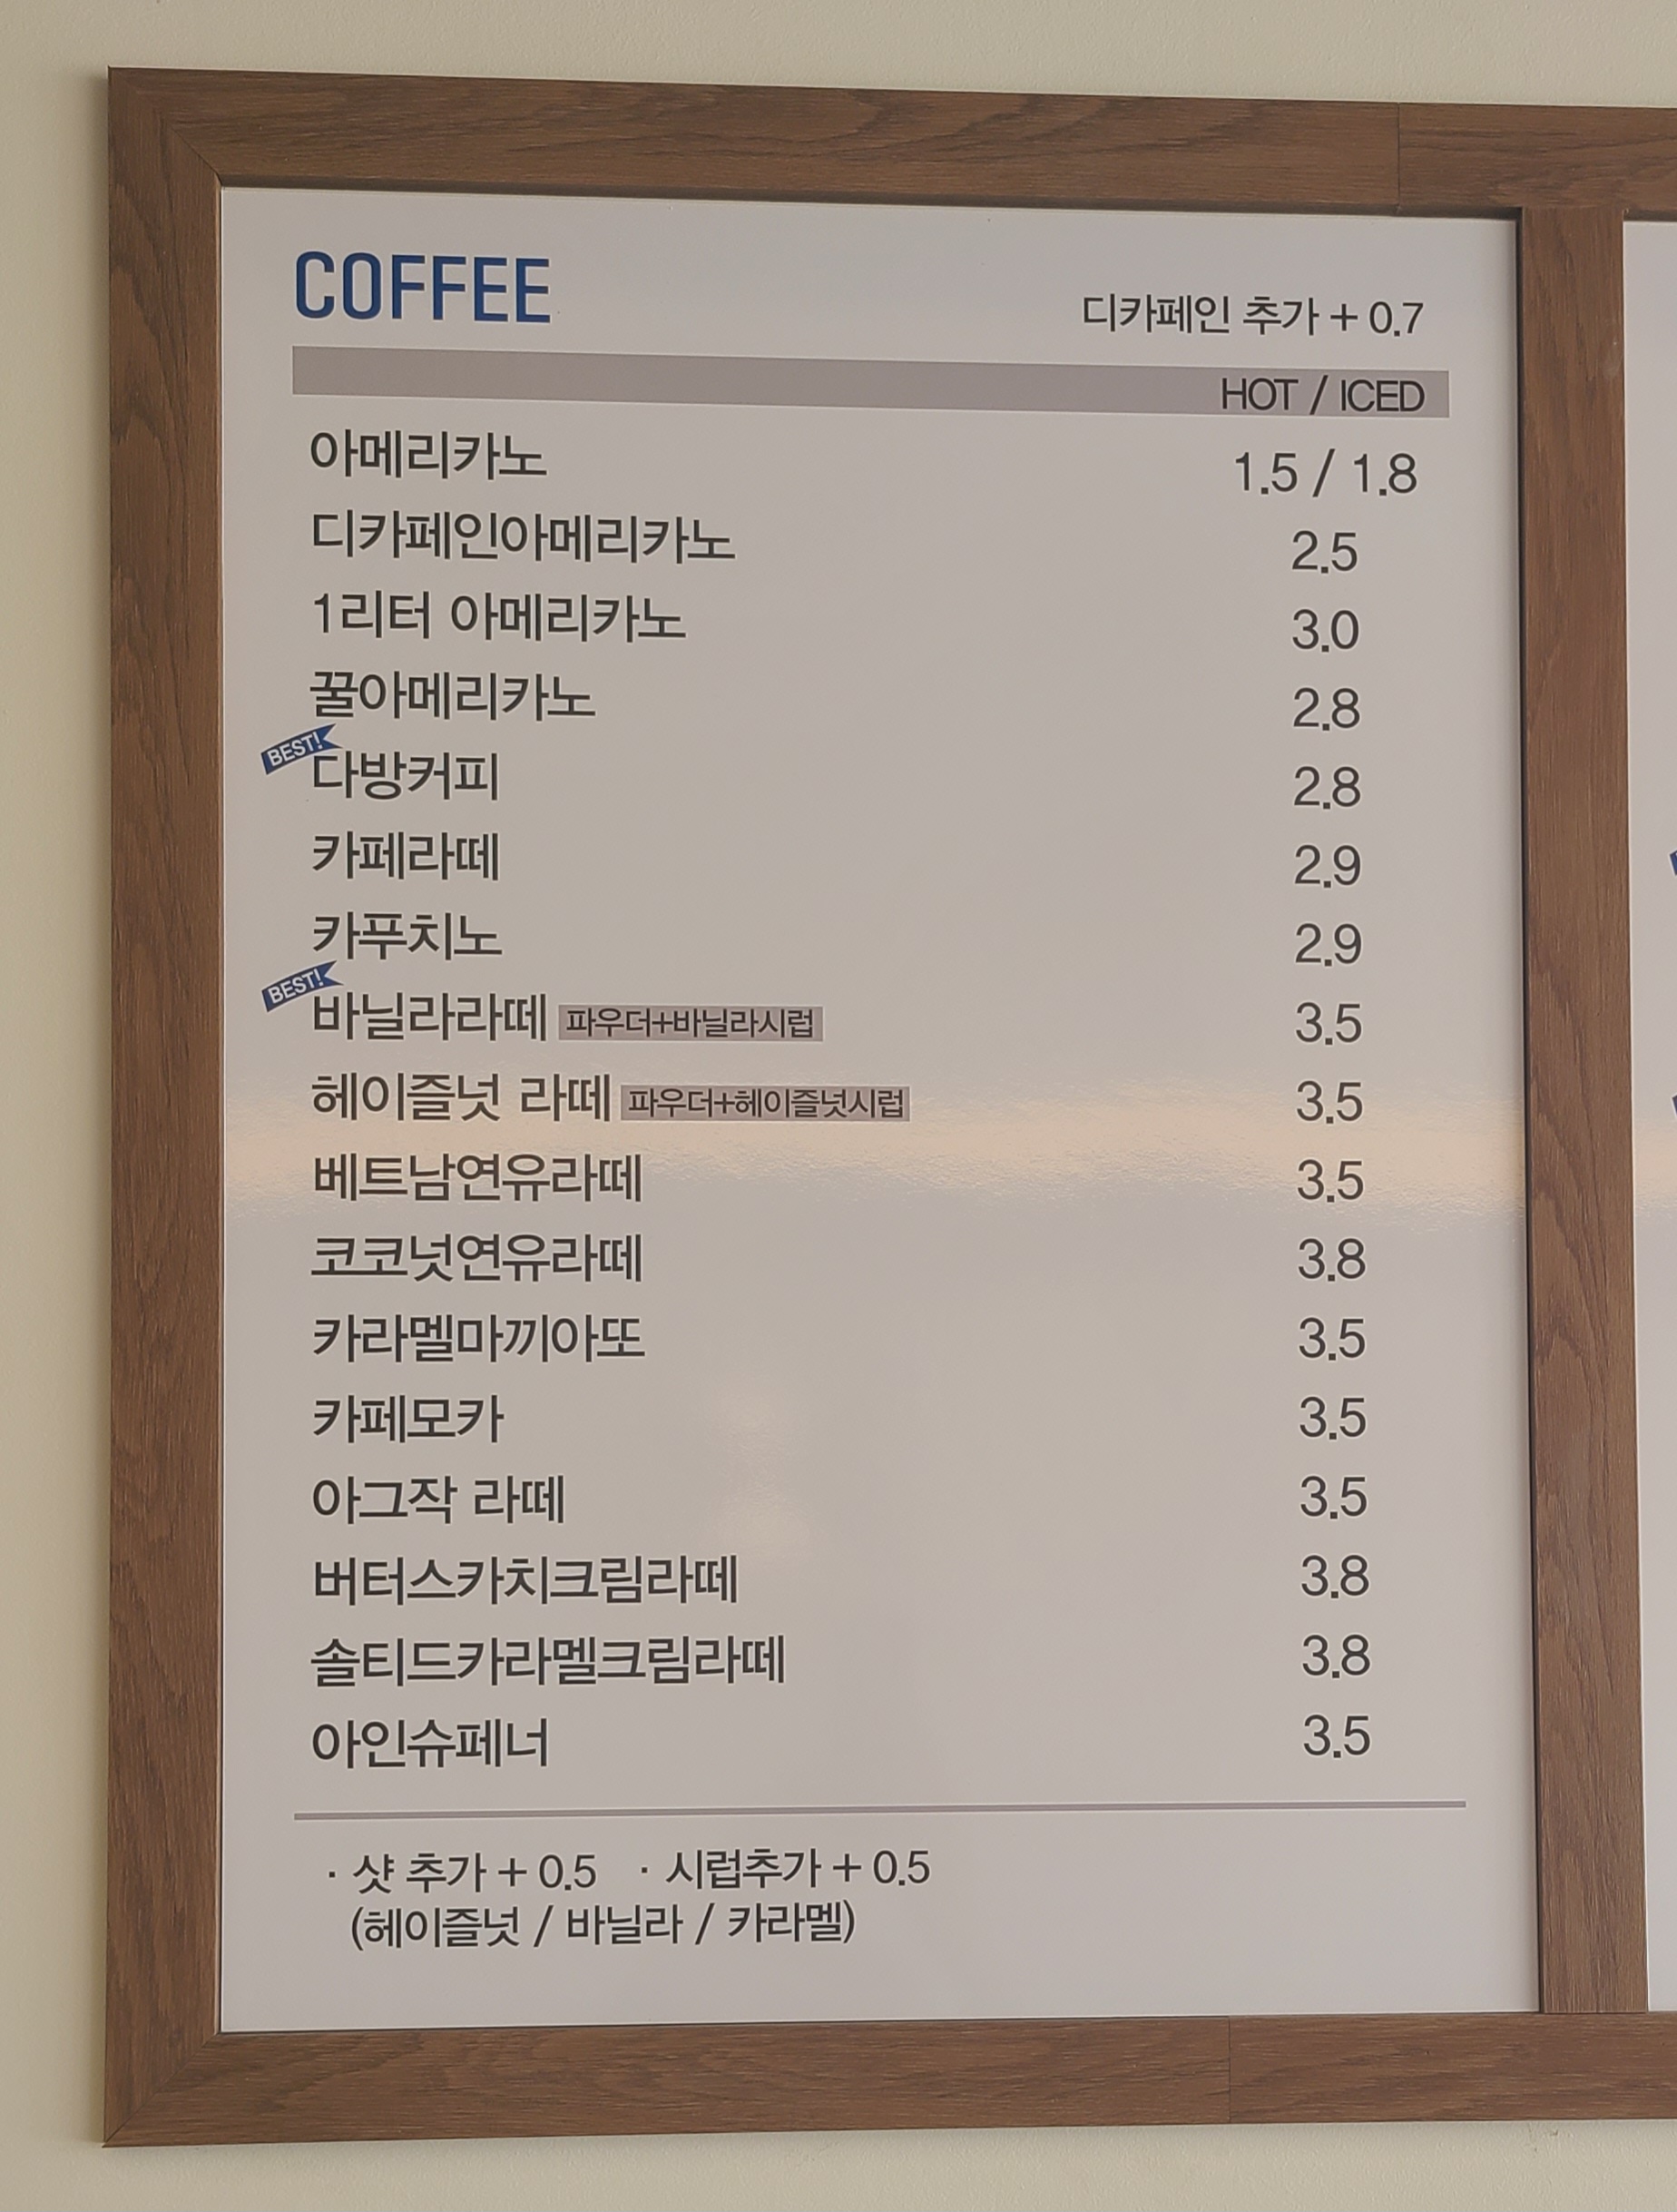 COFFEE
디카페인 추가 + 0.7
HOT / ICED
아메리카노 1.5 / 1.8
디카페인아메리카노 2.5
1리터 아메리카노 3.0
꿀아메리카노 2.8
BEST!
다방커피 2.8
카페라떼 2.9
카푸치노 2.9
BEST!
바닐라라떼 파우더+바닐라시럽 3.5
헤이즐넛 라떼 파우더+헤이즐넛시럽 3.5
베트남연유라떼 3.5
코코넛연유라떼 3.8
카라멜마끼아또 3.5
카페모카 3.5
아그작 라떼 3.5
버터스카치크림라떼 3.8
솔티드카라멜크림라떼 3.8
아인슈페너 3.5
· 샷 추가 + 0.5 · 시럽추가 + 0.5
(헤이즐넛 / 바닐라 / 카라멜)